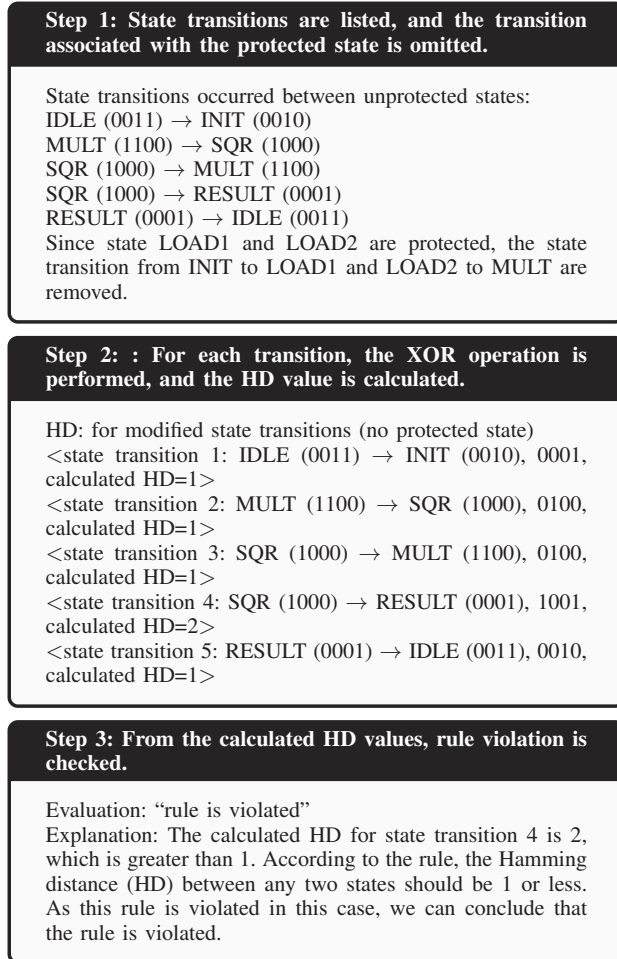 Step 1: State transitions are listed, and the transition
associated with the protected state is omitted.
State transitions occurred between unprotected states:
IDLE (0011) → INIT (0010)
MULT (1100) → SQR (1000)
SQR (1000) → MULT (1100)
SQR (1000) → RESULT (0001)
RESULT (0001) → IDLE (0011)
Since state LOAD1 and LOAD2 are protected, the state
transition from INIT to LOAD1 and LOAD2 to MULT are
removed.
Step 2: : For each transition, the XOR operation is
performed, and the HD value is calculated.
HD: for modified state transitions (no protected state)
<state transition 1: IDLE (0011) → INIT (0010), 0001,
calculated HD=1>
<state transition 2: MULT (1100) → SQR (1000), 0100,
calculated HD=1>
<state transition 3: SQR (1000) → MULT (1100), 0100,
calculated HD=1>
<state transition 4: SQR (1000) → RESULT (0001), 1001,
calculated HD=2>
<state transition 5: RESULT (0001) → IDLE (0011), 0010,
calculated HD=1>
Step 3: From the calculated HD values, rule violation is
checked.
Evaluation: “rule is violated”
Explanation: The calculated HD for state transition 4 is 2,
which is greater than 1. According to the rule, the Hamming
distance (HD) between any two states should be 1 or less.
As this rule is violated in this case, we can conclude that
the rule is violated.